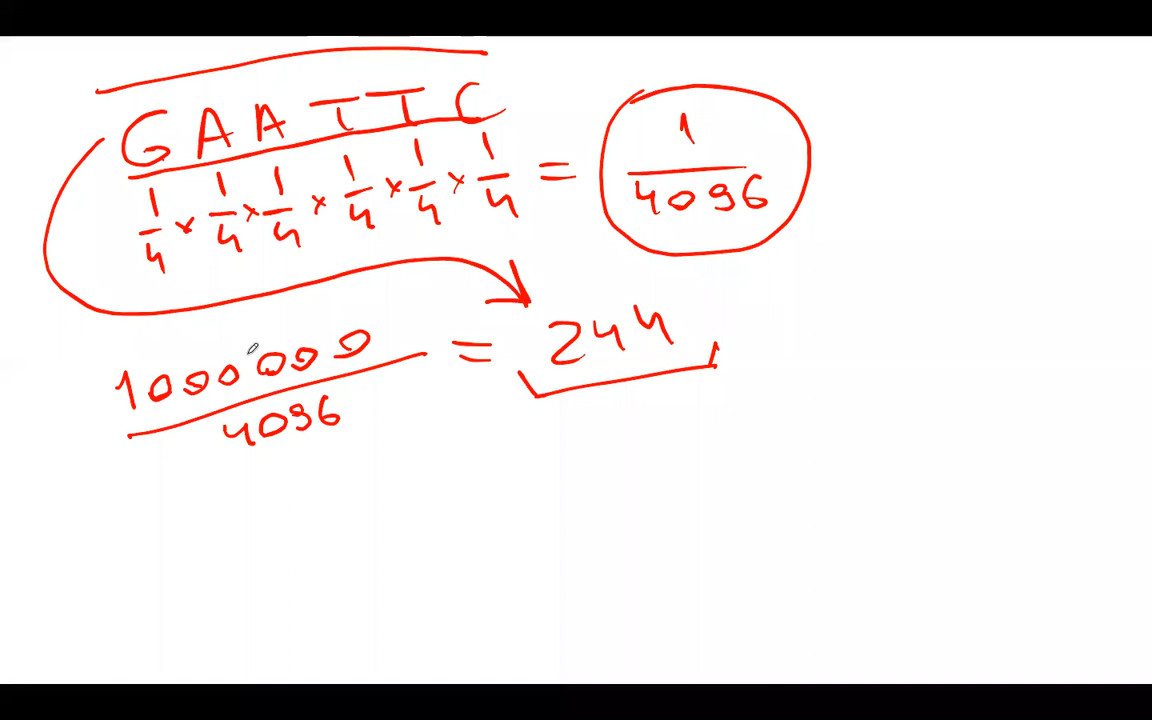 GAATTC
1/4 × 1/4 × 1/4 × 1/4 × 1/4 × 1/4 = 1/4096
1000000/4096 = 244